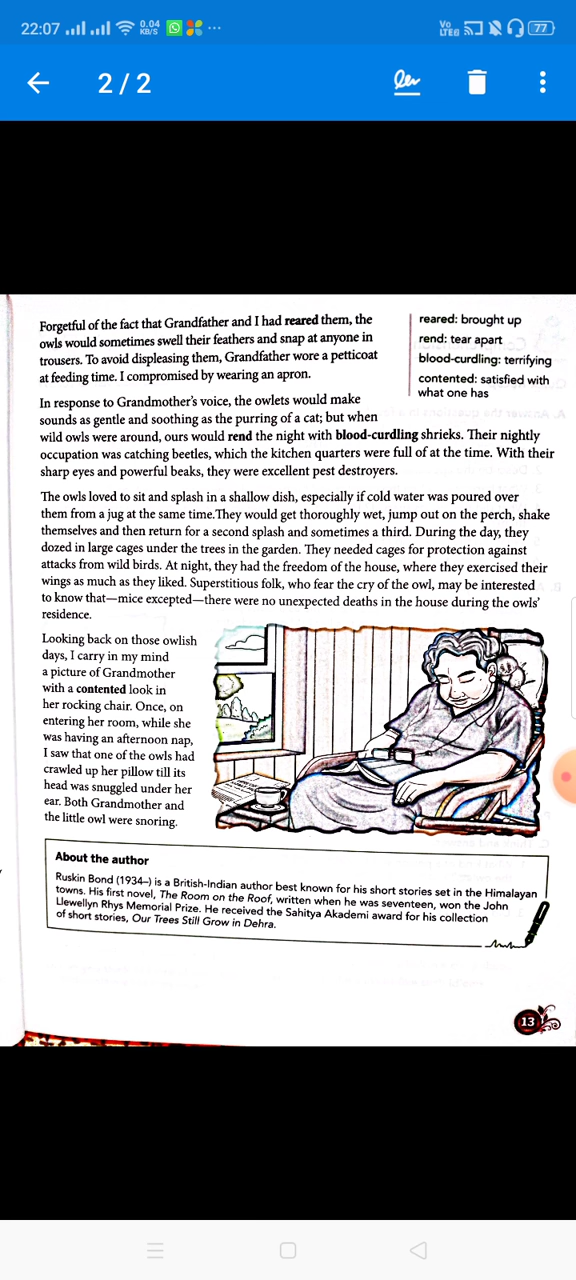 22:07
0.04
KB/S
Vo
LTE
77
2 / 2
Forgetful of the fact that Grandfather and I had reared them, the
owls would sometimes swell their feathers and snap at anyone in
trousers. To avoid displeasing them, Grandfather wore a petticoat
at feeding time. I compromised by wearing an apron.
reared: brought up
rend: tear apart
blood-curdling: terrifying
contented: satisfied with
what one has
In response to Grandmother's voice, the owlets would make
sounds as gentle and soothing as the purring of a cat; but when
wild owls were around, ours would rend the night with blood-curdling shrieks. Their nightly
occupation was catching beetles, which the kitchen quarters were full of at the time. With their
sharp eyes and powerful beaks, they were excellent pest destroyers.
The owls loved to sit and splash in a shallow dish, especially if cold water was poured over
them from a jug at the same time.They would get thoroughly wet, jump out on the perch, shake
themselves and then return for a second splash and sometimes a third. During the day, they
dozed in large cages under the trees in the garden. They needed cages for protection against
attacks from wild birds. At night, they had the freedom of the house, where they exercised their
wings as much as they liked. Superstitious folk, who fear the cry of the owl, may be interested
to know that—mice excepted—there were no unexpected deaths in the house during the owls'
residence.
Looking back on those owlish
days, I carry in my mind
a picture of Grandmother
with a contented look in
her rocking chair. Once, on
entering her room, while she
was having an afternoon nap,
I saw that one of the owls had
crawled up her pillow till its
head was snuggled under her
ear. Both Grandmother and
the little owl were snoring.
About the author
Ruskin Bond (1934–) is a British-Indian author best known for his short stories set in the Himalayan
towns. His first novel, The Room on the Roof, written when he was seventeen, won the John
Llewellyn Rhys Memorial Prize. He received the Sahitya Akademi award for his collection
of short stories, Our Trees Still Grow in Dehra.
13